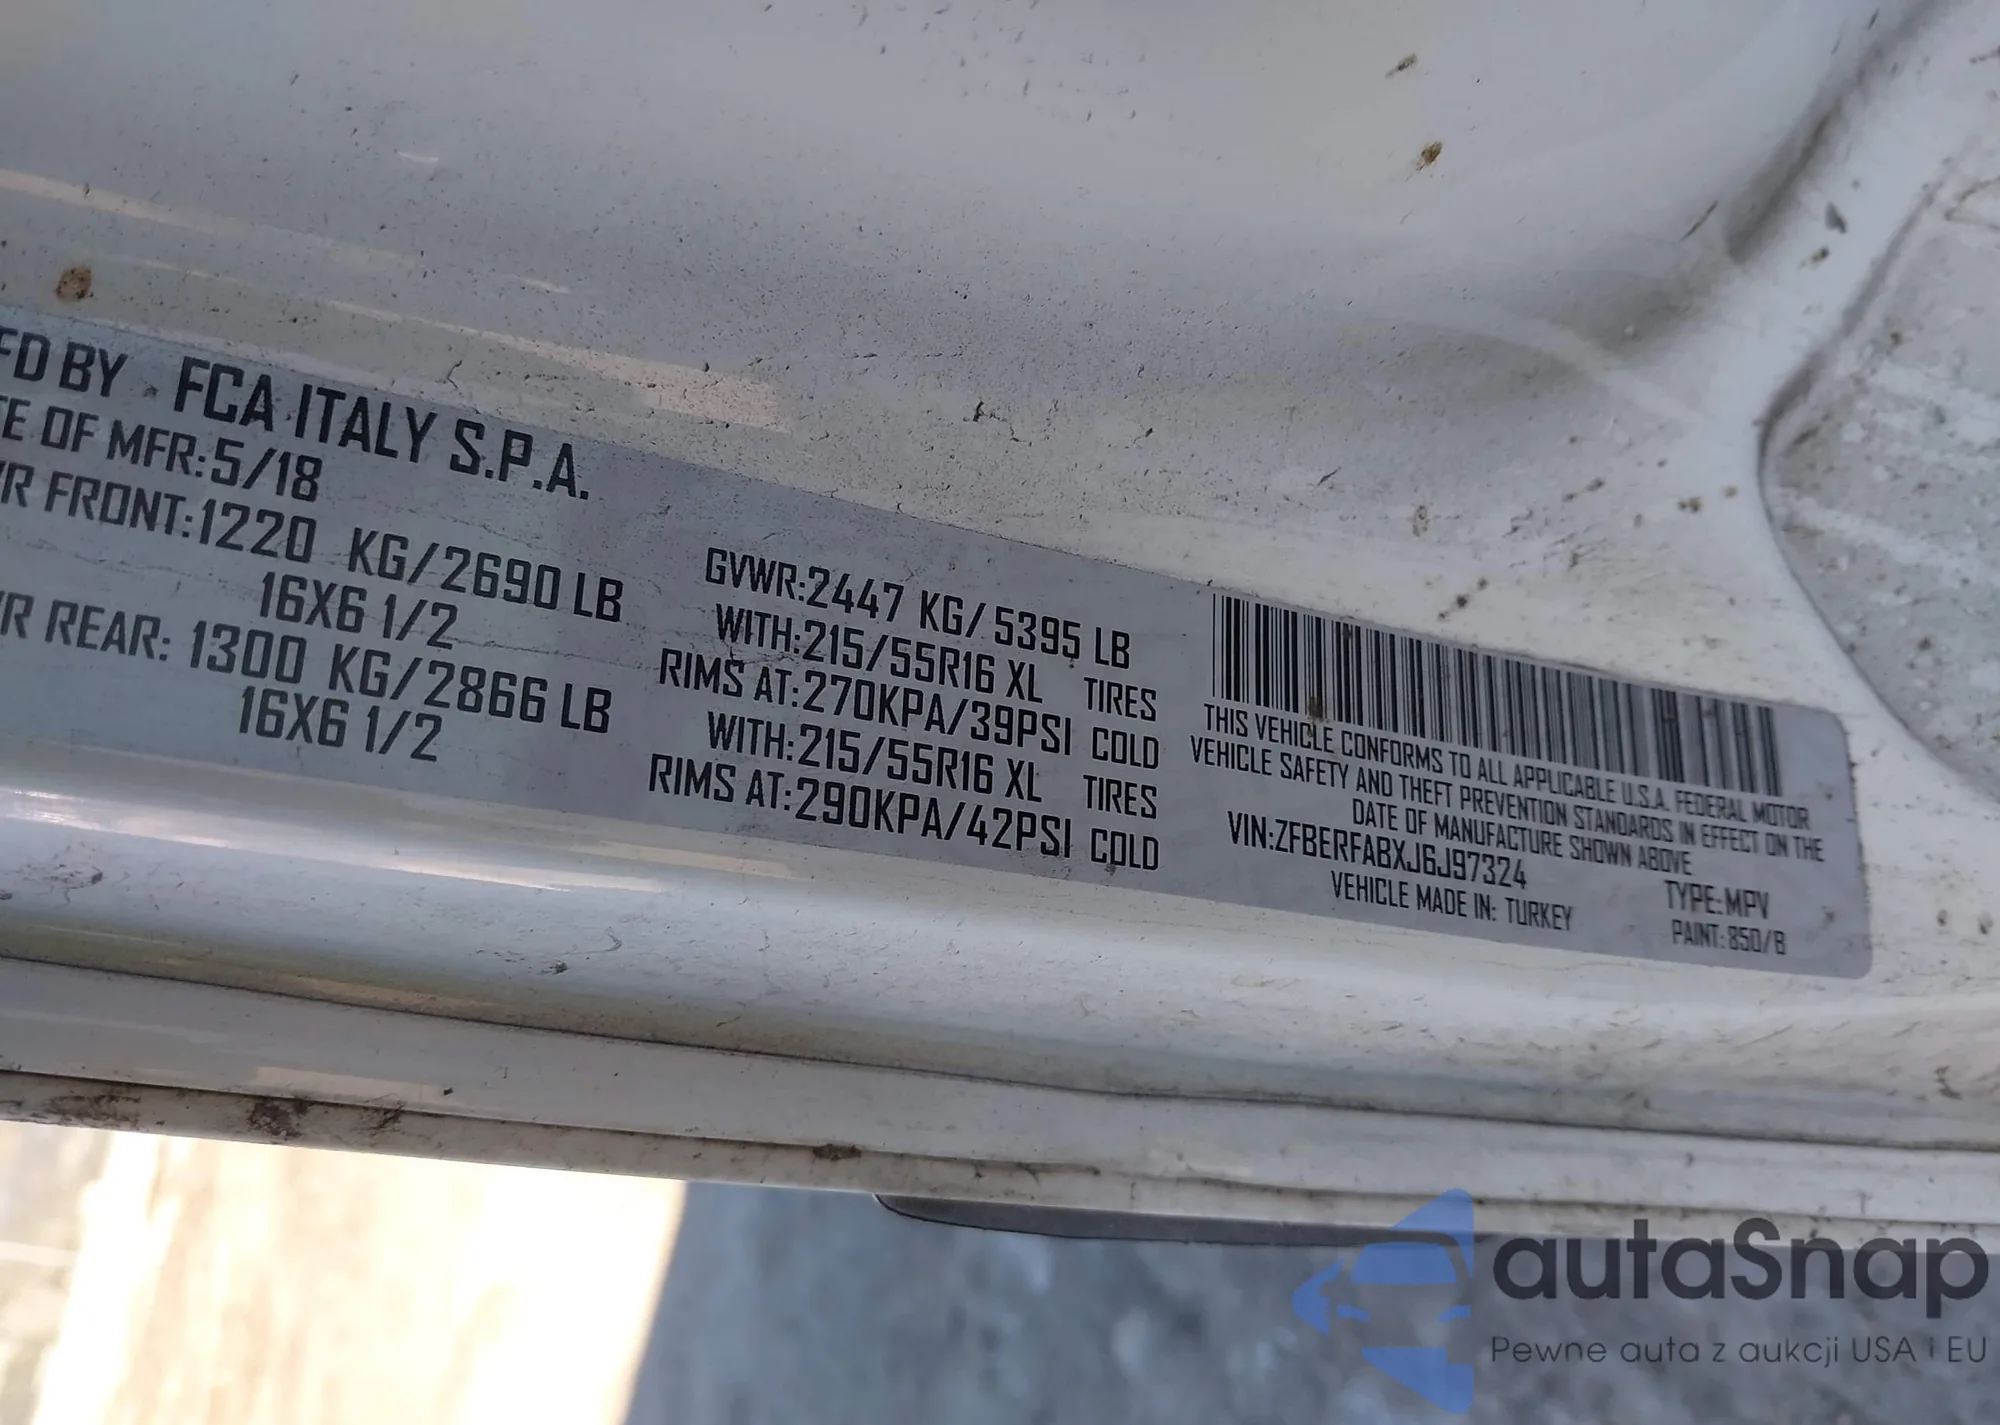 FD BY FCA ITALY S.P.A.
TE OF MFR:5/18
WR FRONT:1220 KG/2690 LB
16X6 1/2
WR REAR: 1300 KG/2866 LB
16X6 1/2
GVWR:2447 KG/ 5395 LB
WITH:215/55R16 XL TIRES
RIMS AT:270KPA/39PSI COLD
WITH:215/55R16 XL TIRES
RIMS AT:290KPA/42PSI COLD
THIS VEHICLE CONFORMS TO ALL APPLICABLE U.S.A. FEDERAL MOTOR
VEHICLE SAFETY AND THEFT PREVENTION STANDARDS IN EFFECT ON THE
DATE OF MANUFACTURE SHOWN ABOVE
VIN:ZFBERFABXJ6J97324
TYPE:MPV
VEHICLE MADE IN: TURKEY
PAINT: 850/B
autaSnap
Pewne auta z aukcji USA i EU